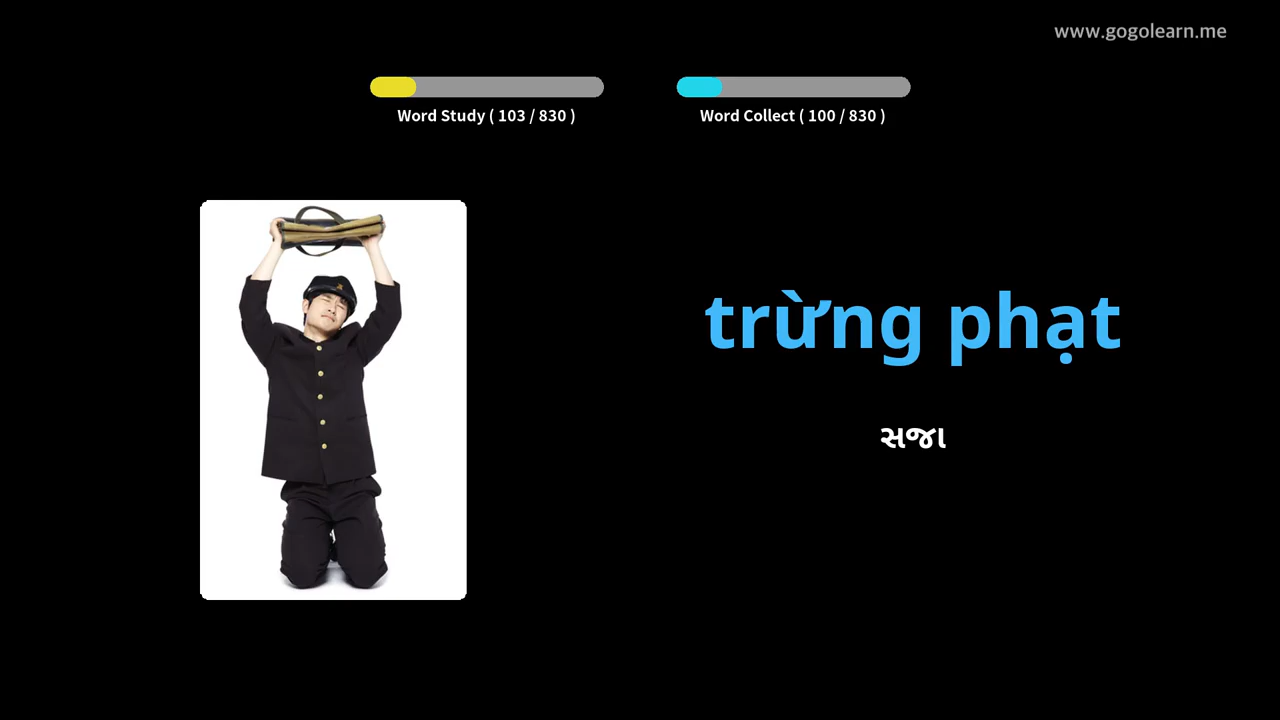 www.gogolearn.me
Word Study ( 103 / 830 )
Word Collect ( 100 / 830 )
trừng phạt
સજા